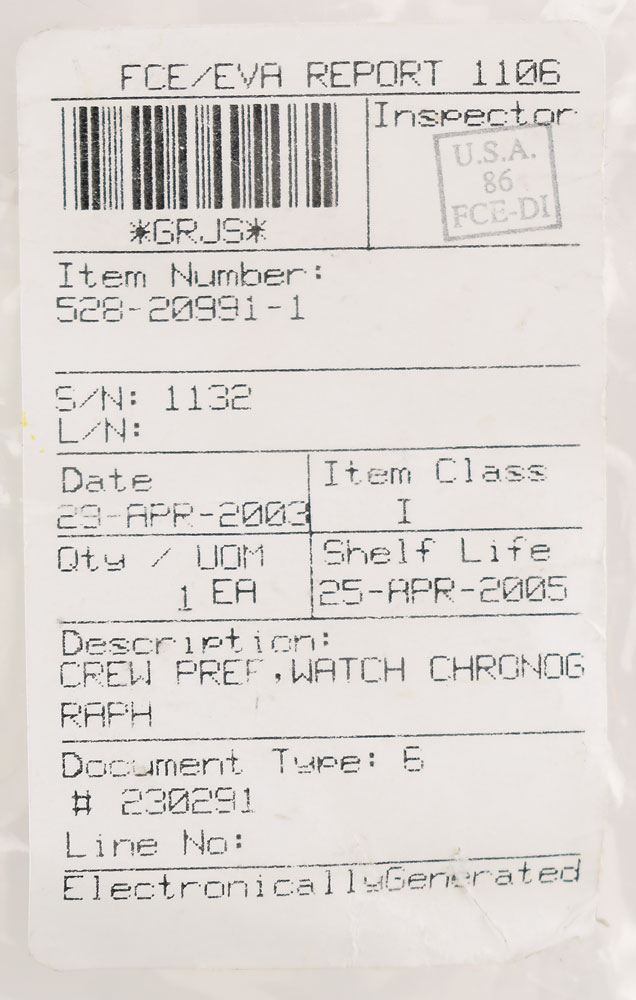 FCE/EVA REPORT 1106
Inspector
U.S.A.
86
FCE-DI
*GRJS*
Item Number:
528-20991-1
S/N: 1132
L/N:
Date
29-APR-2003
Item Class
I
Qty / UOM
1 EA
Shelf Life
25-APR-2005
Description:
CREW PREF,WATCH CHRONOG
RAPH
Document Type: 6
# 230291
Line No:
ElectronicallyGenerated